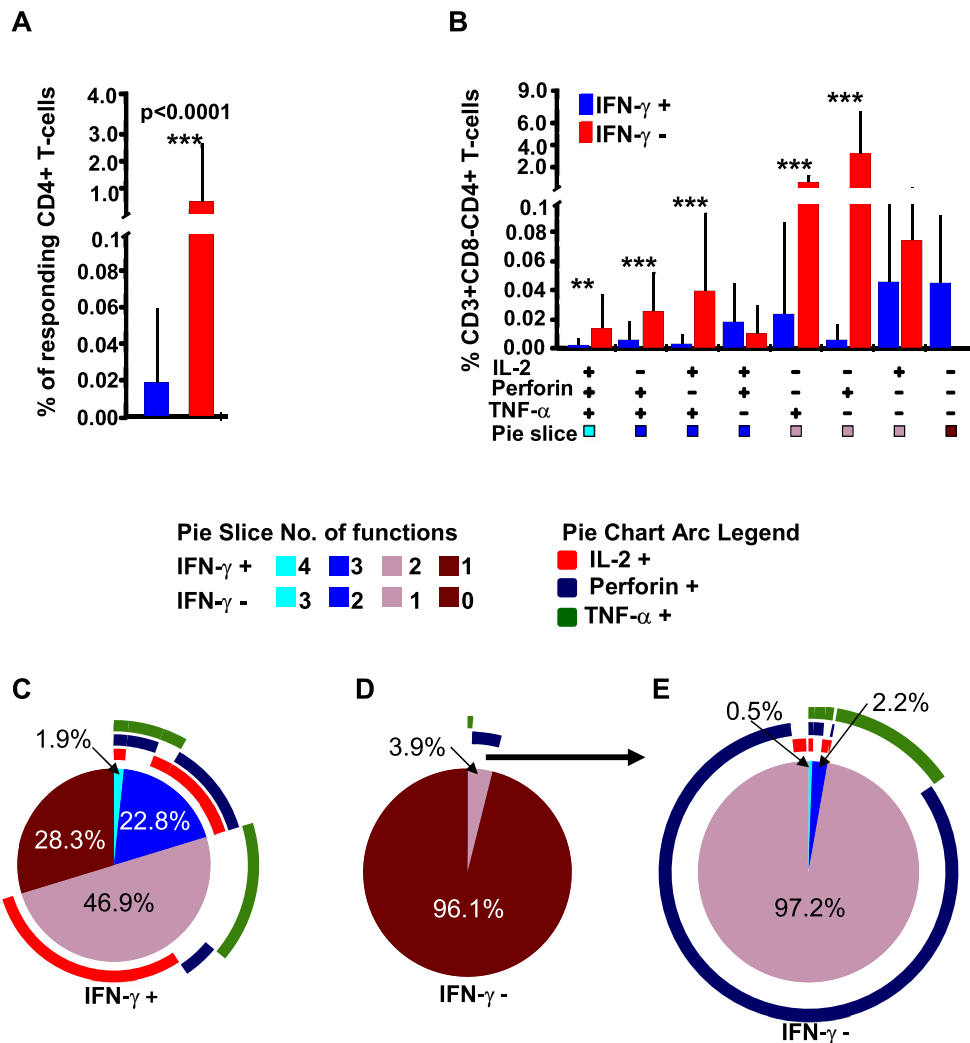 A
% of responding CD4+ T-cells
4.0
3.0
2.0
1.0
0.1
0.08
0.06
0.04
0.02
0.00
p<0.0001
***
B
% CD3+CD8-CD4+ T-cells
9.0
6.0
4.0
2.0
0.1
0.08
0.06
0.04
0.02
0.00
IFN-γ +
IFN-γ -
** *** *** *** ***
IL-2 + - + + - - + -
Perforin + + - + - + - -
TNF-α + + + - + - - -
Pie slice
Pie Slice No. of functions
IFN-γ + 4 3 2 1
IFN-γ - 3 2 1 0
Pie Chart Arc Legend
IL-2 +
Perforin +
TNF-α +
C
1.9%
22.8%
28.3%
46.9%
IFN-γ +
D
3.9%
96.1%
IFN-γ -
E
0.5%
2.2%
97.2%
IFN-γ -